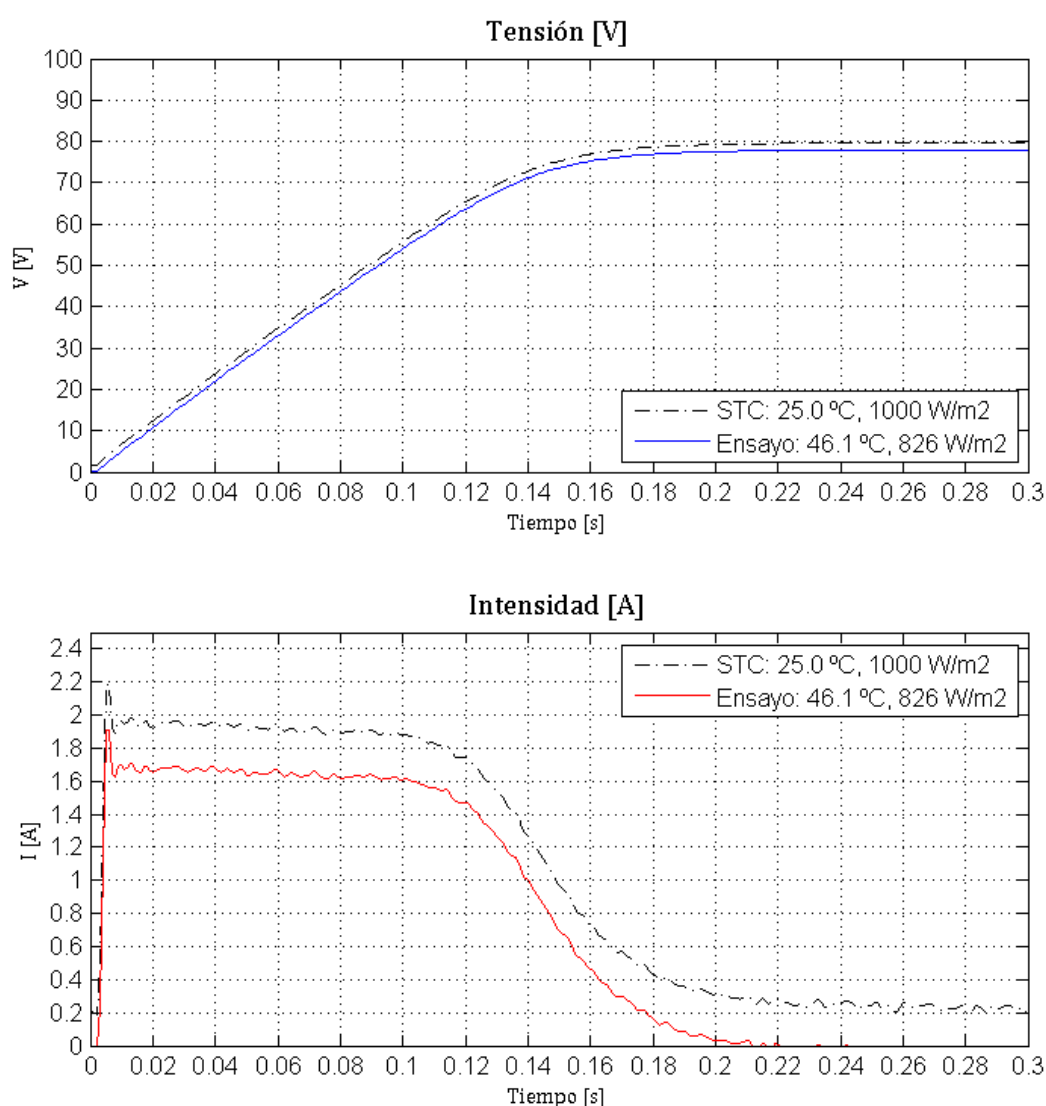 Tensión [V]
100
90
80
70
60
50
40
30
20
10
0
V [V]
STC: 25.0 ºC, 1000 W/m2
Ensayo: 46.1 ºC, 826 W/m2
0 0.02 0.04 0.06 0.08 0.1 0.12 0.14 0.16 0.18 0.2 0.22 0.24 0.26 0.28 0.3
Tiempo [s]
Intensidad [A]
2.4
2.2
2
1.8
1.6
1.4
1.2
1
0.8
0.6
0.4
0.2
0
I [A]
STC: 25.0 ºC, 1000 W/m2
Ensayo: 46.1 ºC, 826 W/m2
0 0.02 0.04 0.06 0.08 0.1 0.12 0.14 0.16 0.18 0.2 0.22 0.24 0.26 0.28 0.3
Tiempo [s]